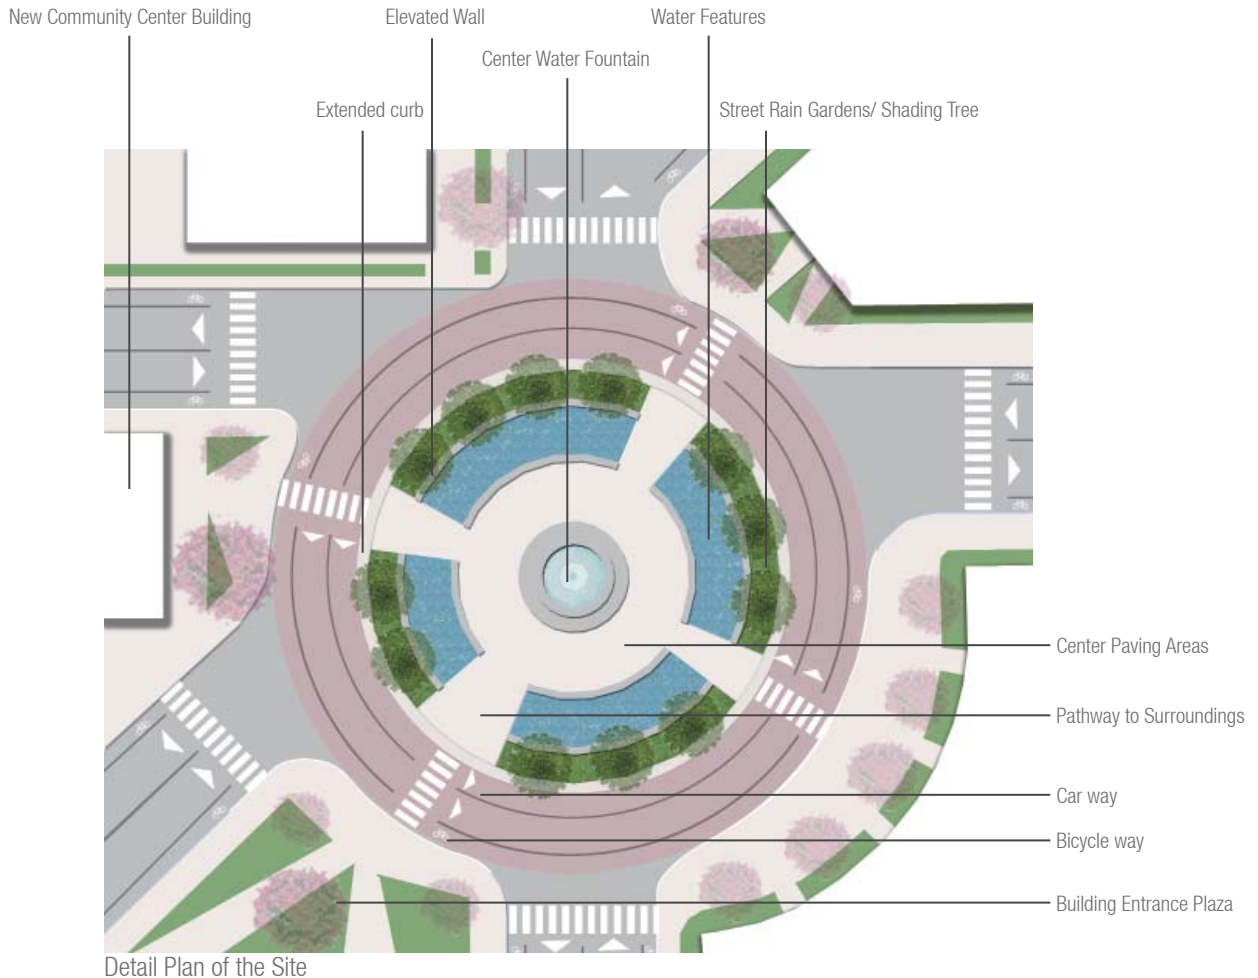 New Community Center Building
Elevated Wall
Water Features
Center Water Fountain
Extended curb
Street Rain Gardens/ Shading Tree
Center Paving Areas
Pathway to Surroundings
Car way
Bicycle way
Building Entrance Plaza
Detail Plan of the Site